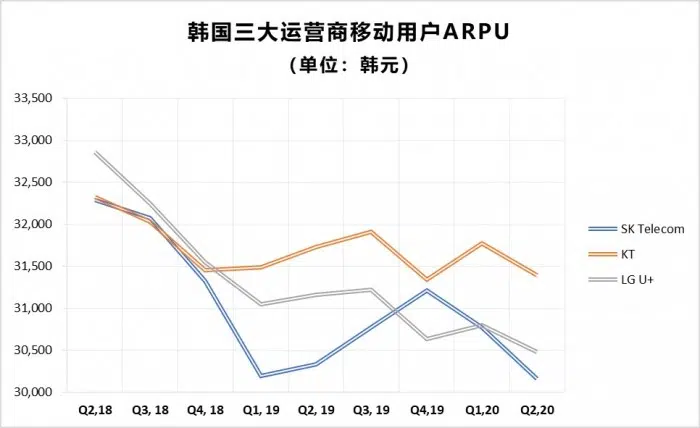 韩国三大运营商移动用户ARPU
（单位：韩元）
33,500
33,000
32,500
32,000
31,500
31,000
30,500
30,000
Q2,18 Q3, 18 Q4, 18 Q1, 19 Q2, 19 Q3, 19 Q4,19 Q1,20 Q2,20
SK Telecom
KT
LG U+